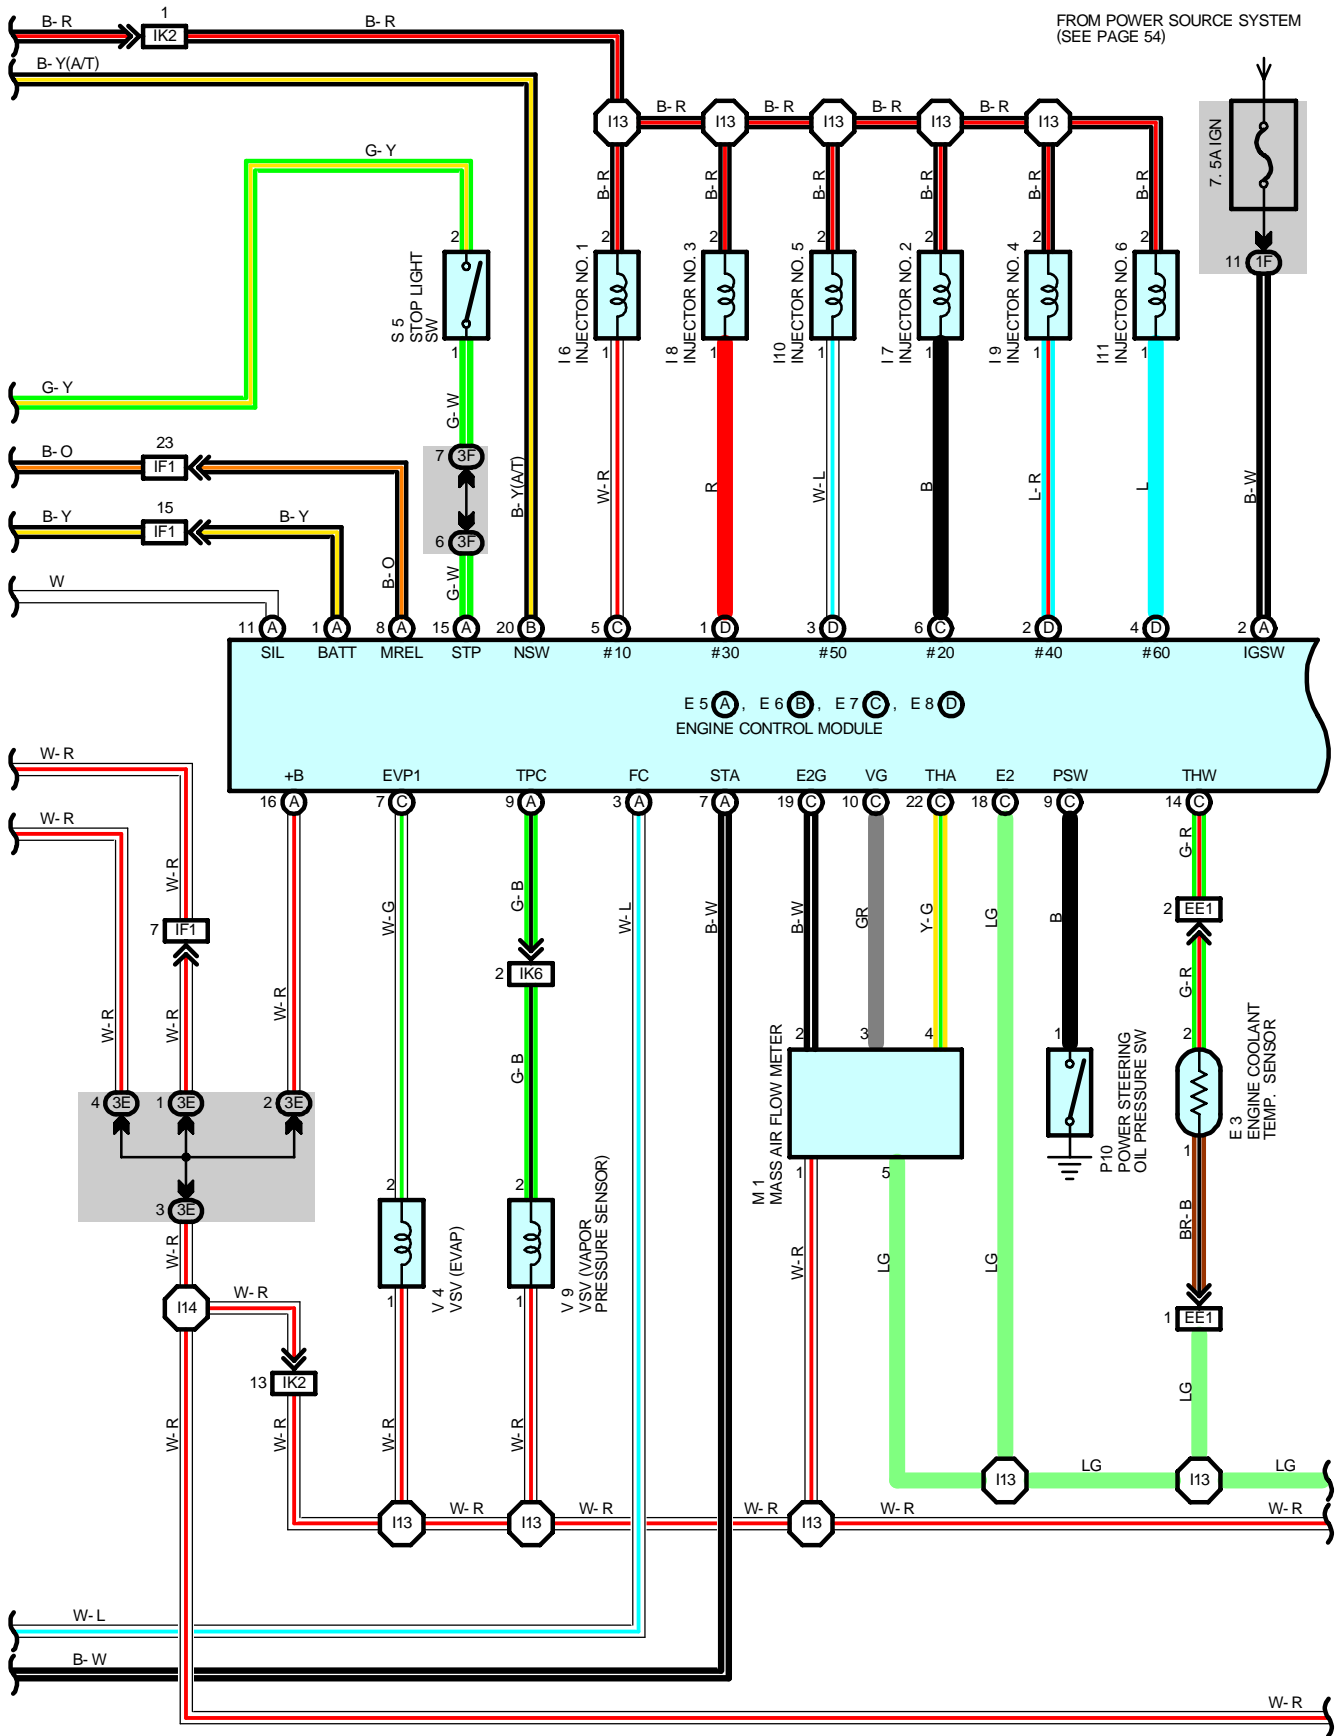 FROM POWER SOURCE SYSTEM
(SEE PAGE 54)
B-R
1
IK2
B-R
B-Y(A/T)
I13
B-R
I13
B-R
I13
B-R
I13
B-R
I13
7. 5A IGN
11
1F
G-Y
B-R
B-R
B-R
B-R
B-R
B-R
2
S 5
STOP LIGHT
SW
1
2
I 6
INJECTOR NO. 1
1
2
I 8
INJECTOR NO. 3
1
2
I10
INJECTOR NO. 5
1
2
I 7
INJECTOR NO. 2
1
2
I 9
INJECTOR NO. 4
1
2
I11
INJECTOR NO. 6
1
G-Y
G-W
B-O
23
IF1
7
3F
B-Y
15
IF1
B-Y
6
3F
W
B-O
G-W
B-Y(A/T)
W-R
R
W-L
B
L-R
L
B-W
11
A
1
A
8
A
15
A
20
B
5
C
1
D
3
D
6
C
2
D
4
D
2
A
SIL
BATT
MREL
STP
NSW
#10
#30
#50
#20
#40
#60
IGSW
E 5 A , E 6 B , E 7 C , E 8 D
ENGINE CONTROL MODULE
+B
EVP1
TPC
FC
STA
E2G
VG
THA
E2
PSW
THW
16
A
7
C
9
A
3
A
7
A
19
C
10
C
22
C
18
C
9
C
14
C
W-R
W-R
W-R
7
IF1
W-R
W-R
W-R
W-G
G-B
2
IK6
G-B
W-L
B-W
B-W
GR
Y-G
LG
B
G-R
2
EE1
G-R
4
3E
1
3E
2
3E
3
3E
2
3
4
M 1
MASS AIR FLOW METER
1
5
1
P10
POWER STEERING
OIL PRESSURE SW
2
E 3
ENGINE COOLANT
TEMP. SENSOR
1
BR-B
1
EE1
LG
2
V 4
VSV (EVAP)
1
2
V 9
VSV (VAPOR
PRESSURE SENSOR)
1
W-R
I14
W-R
13
IK2
W-R
W-R
W-R
W-R
W-R
LG
LG
I13
LG
I13
LG
I13
W-R
I13
W-R
W-R
I13
W-R
W-R
W-L
B-W
W-R